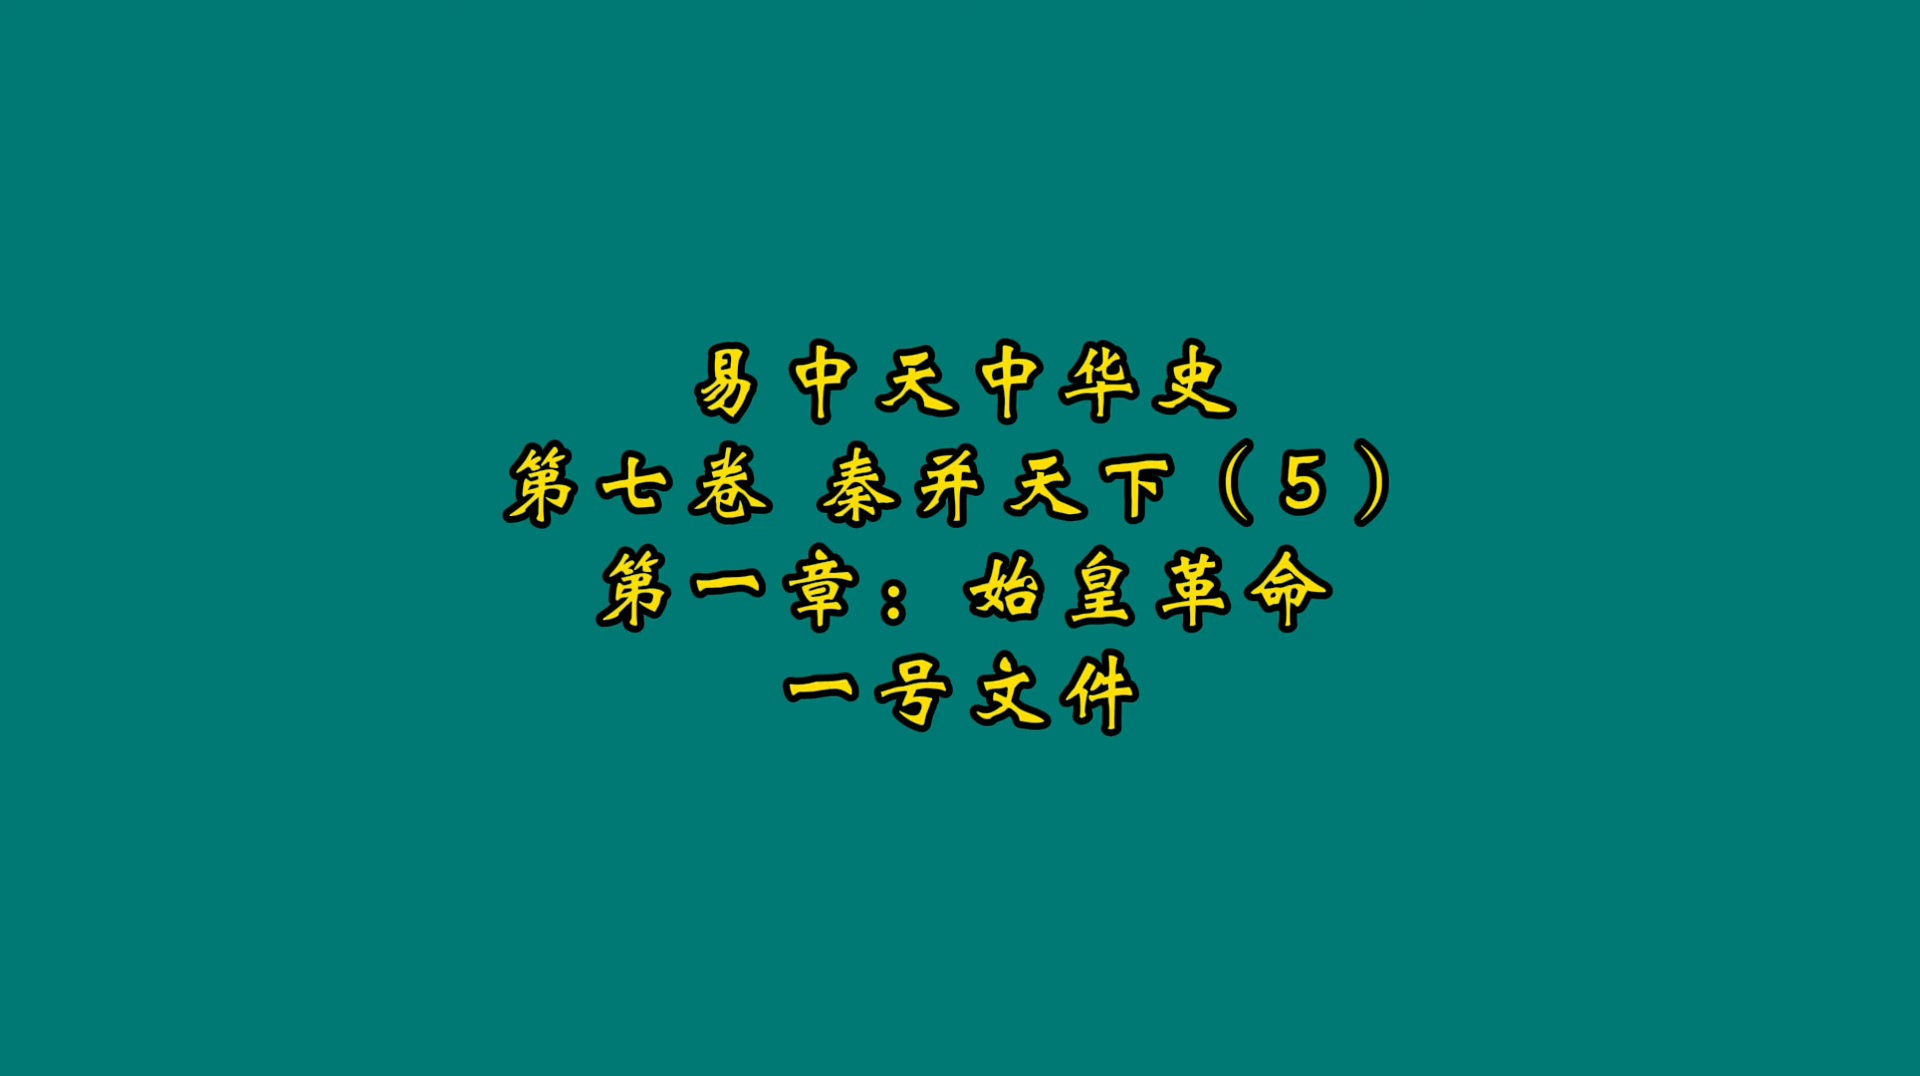 易中天中华史
第七卷 秦并天下（5）
第一章：始皇革命
一号文件